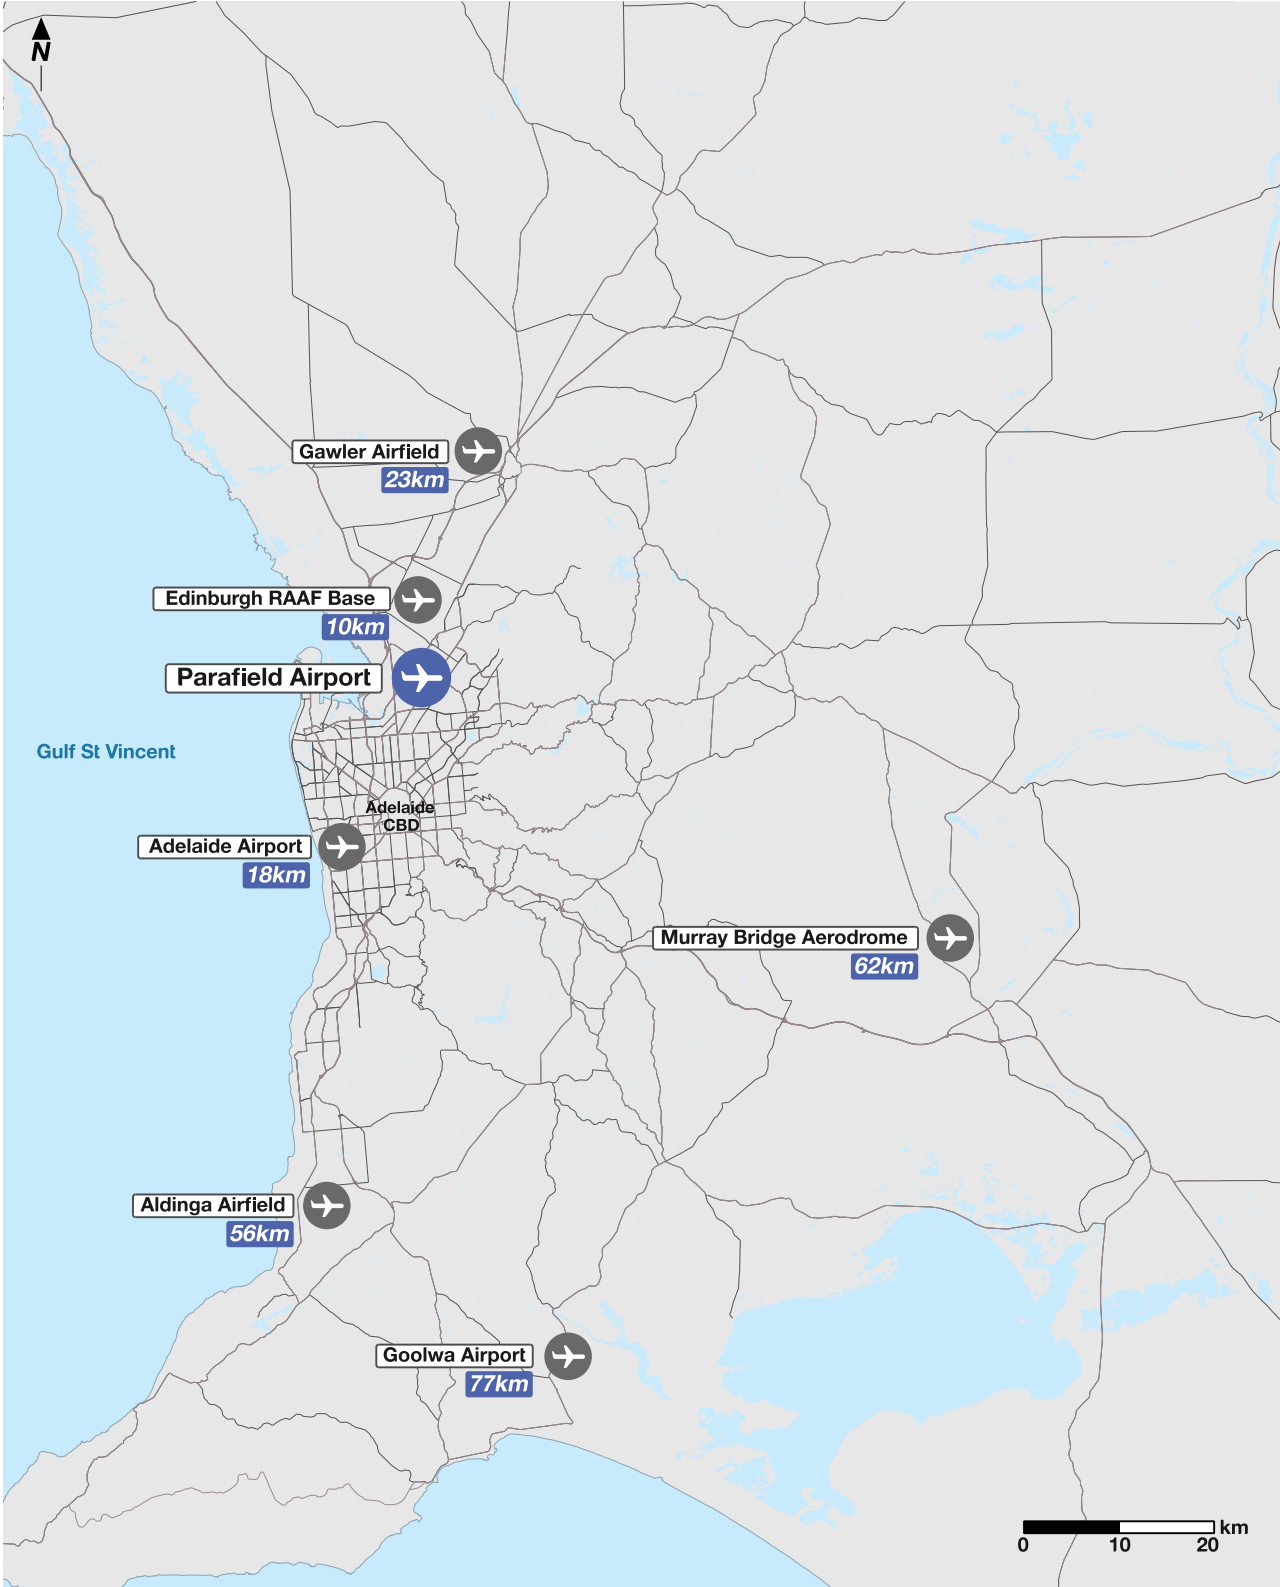 N
Gawler Airfield
23km
Edinburgh RAAF Base
10km
Parafield Airport
Gulf St Vincent
Adelaide
CBD
Adelaide Airport
18km
Murray Bridge Aerodrome
62km
Aldinga Airfield
56km
Goolwa Airport
77km
km
0 10 20